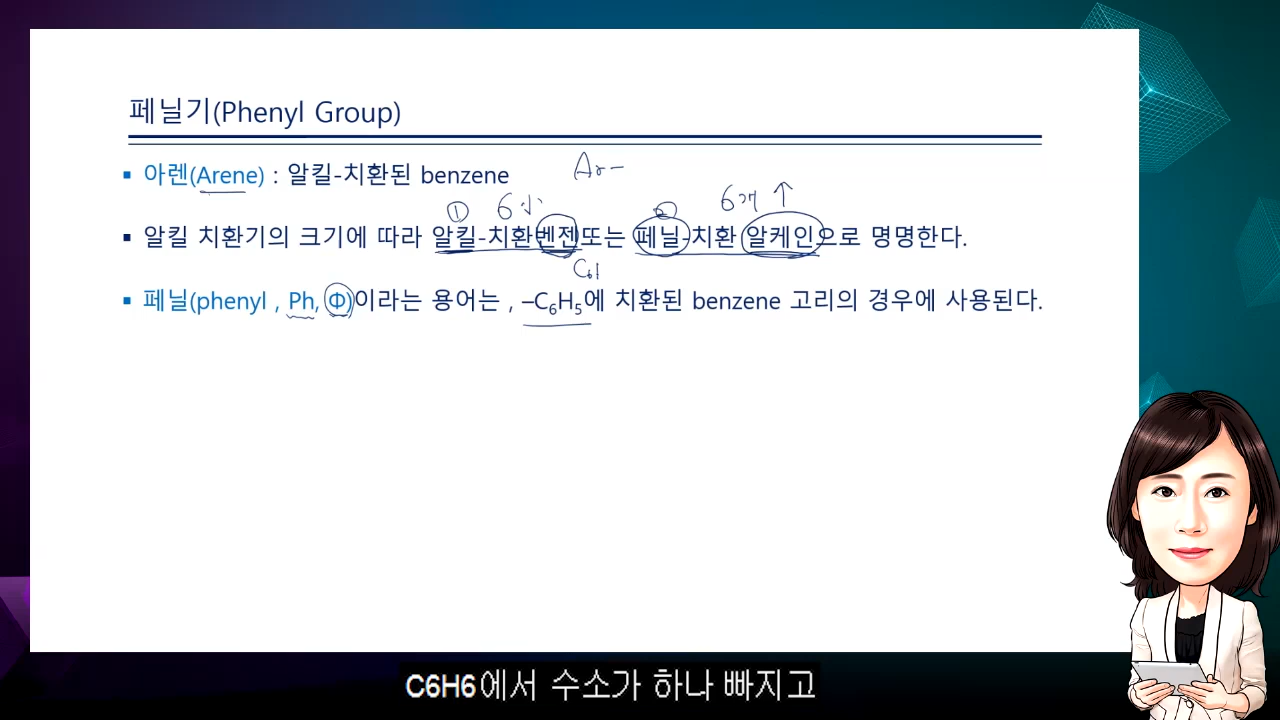 페닐기(Phenyl Group)
▪ 아렌(Arene) : 알킬-치환된 benzene Ar-
① 6小 ② 6개 ↑
▪ 알킬 치환기의 크기에 따라 알킬-치환벤젠또는 페닐-치환 알케인으로 명명한다.
▪ 페닐(phenyl , Ph, Φ)이라는 용어는 , –C₆H₅에 치환된 benzene 고리의 경우에 사용된다.
C6H6에서 수소가 하나 빠지고